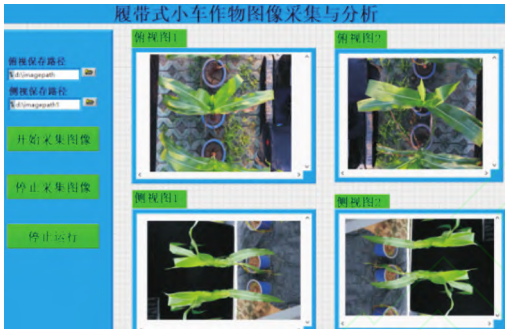 履带式小车作物图像采集与分析
俯视保存路径
d:\imagepath
侧视保存路径
d:\imagepath1
开始采集图像
停止采集图像
停止运行
俯视图1
俯视图2
侧视图1
侧视图2